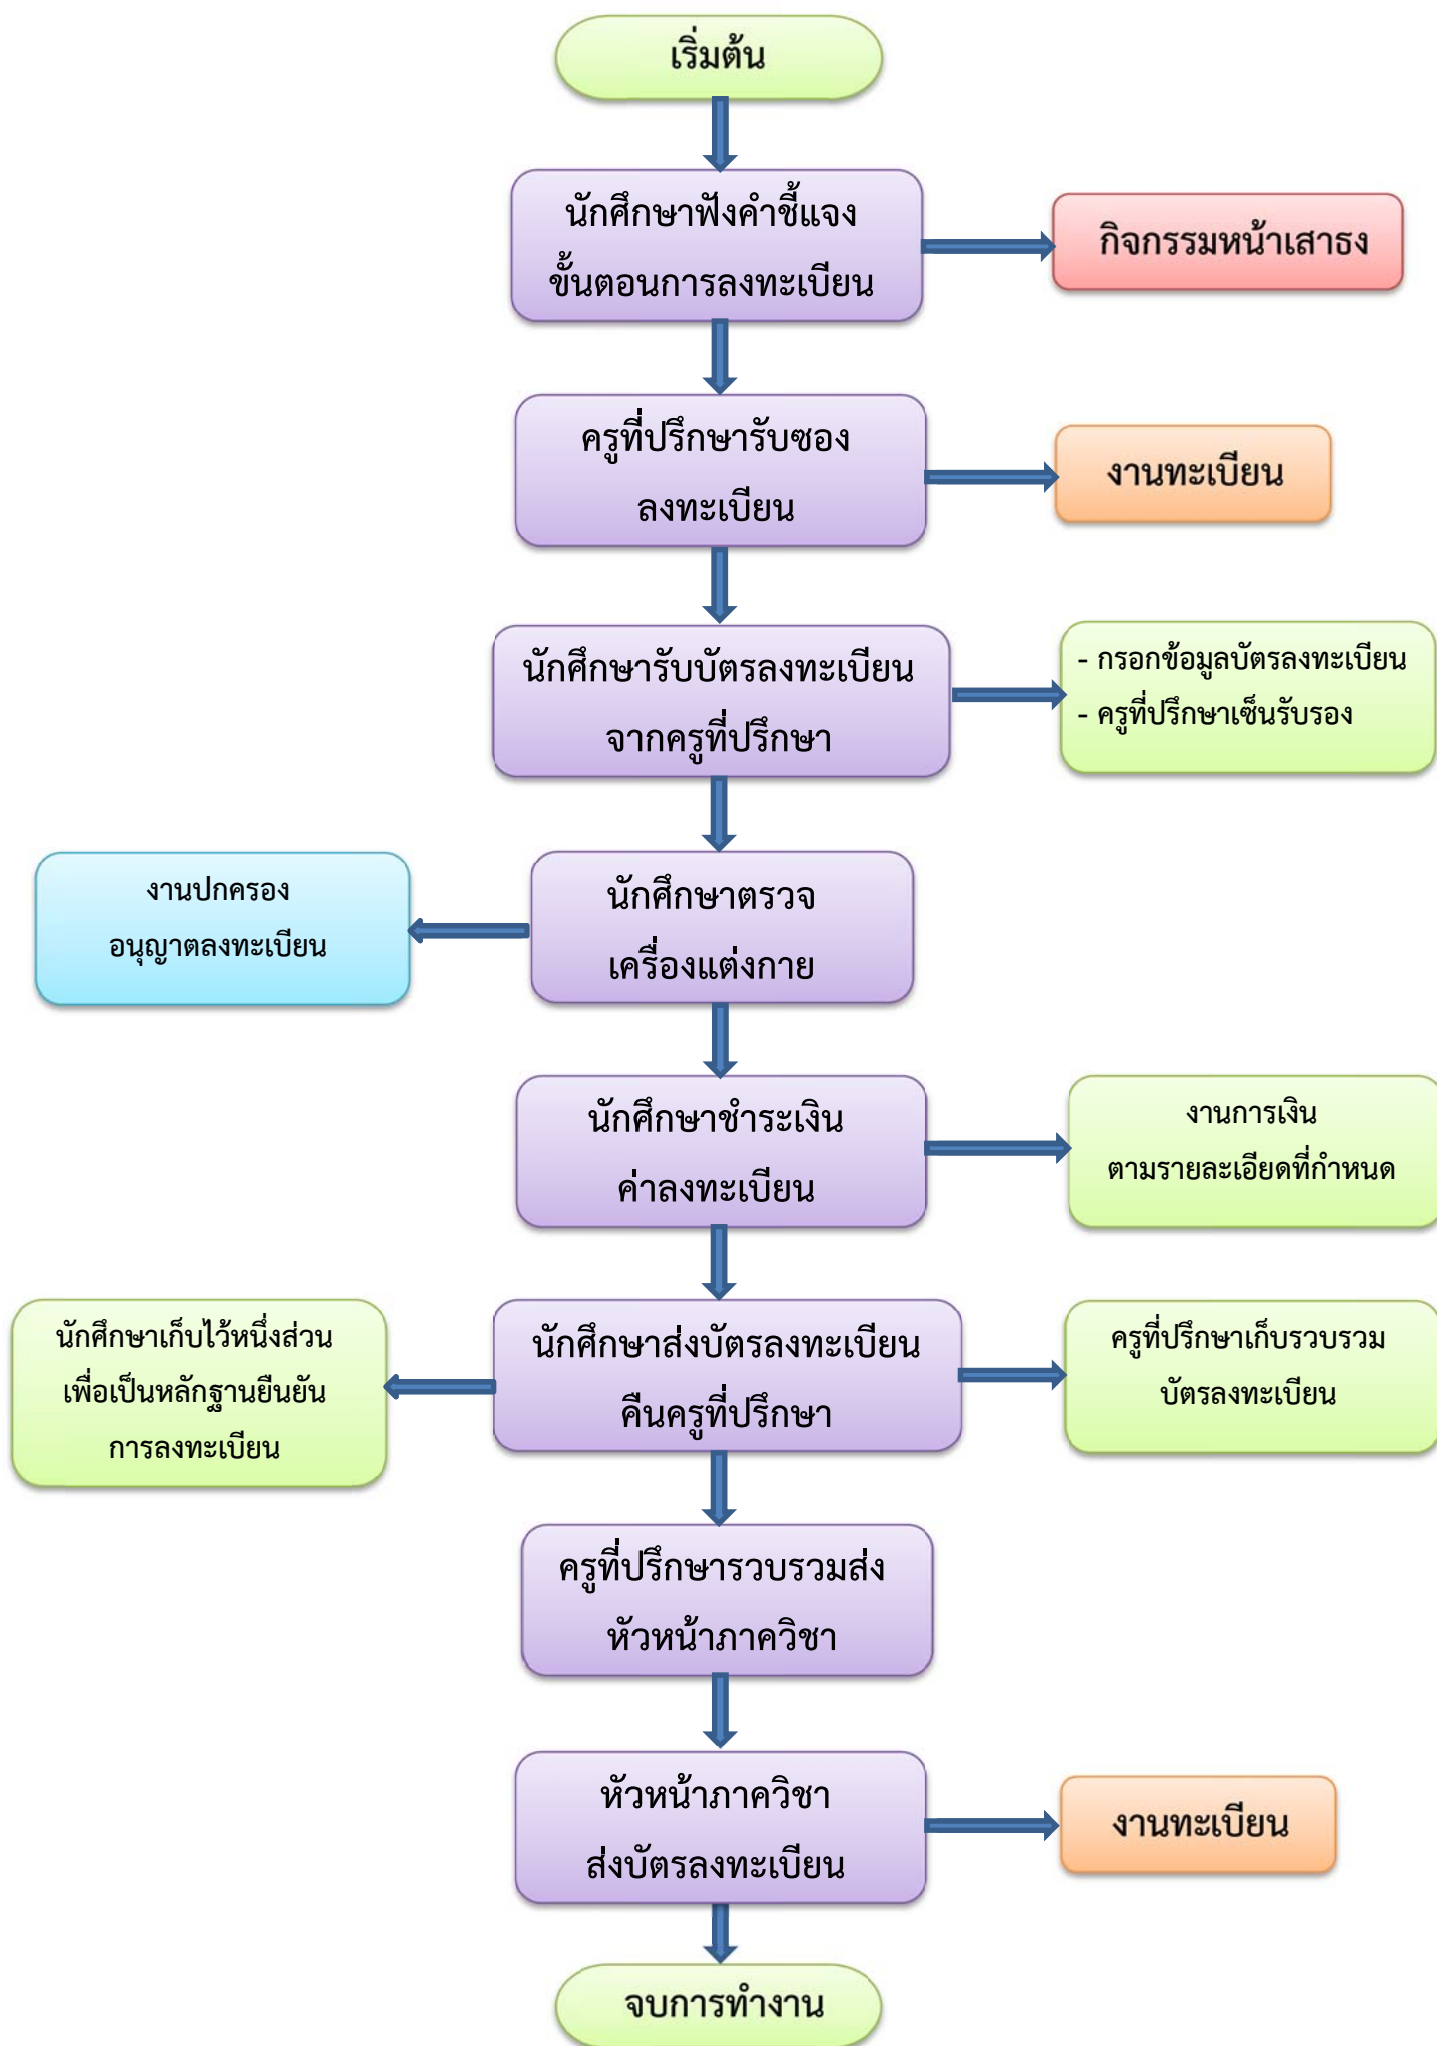 เริ่มต้น
นักศึกษาฟังคำชี้แจง
ขั้นตอนการลงทะเบียน
กิจกรรมหน้าเสาธง
ครูที่ปรึกษารับซอง
ลงทะเบียน
งานทะเบียน
นักศึกษารับบัตรลงทะเบียน
จากครูที่ปรึกษา
- กรอกข้อมูลบัตรลงทะเบียน
- ครูที่ปรึกษาเซ็นรับรอง
งานปกครอง
อนุญาตลงทะเบียน
นักศึกษาตรวจ
เครื่องแต่งกาย
นักศึกษาชำระเงิน
ค่าลงทะเบียน
งานการเงิน
ตามรายละเอียดที่กำหนด
นักศึกษาเก็บไว้หนึ่งส่วน
เพื่อเป็นหลักฐานยืนยัน
การลงทะเบียน
นักศึกษาส่งบัตรลงทะเบียน
คืนครูที่ปรึกษา
ครูที่ปรึกษาเก็บรวบรวม
บัตรลงทะเบียน
ครูที่ปรึกษารวบรวมส่ง
หัวหน้าภาควิชา
หัวหน้าภาควิชา
ส่งบัตรลงทะเบียน
งานทะเบียน
จบการทำงาน